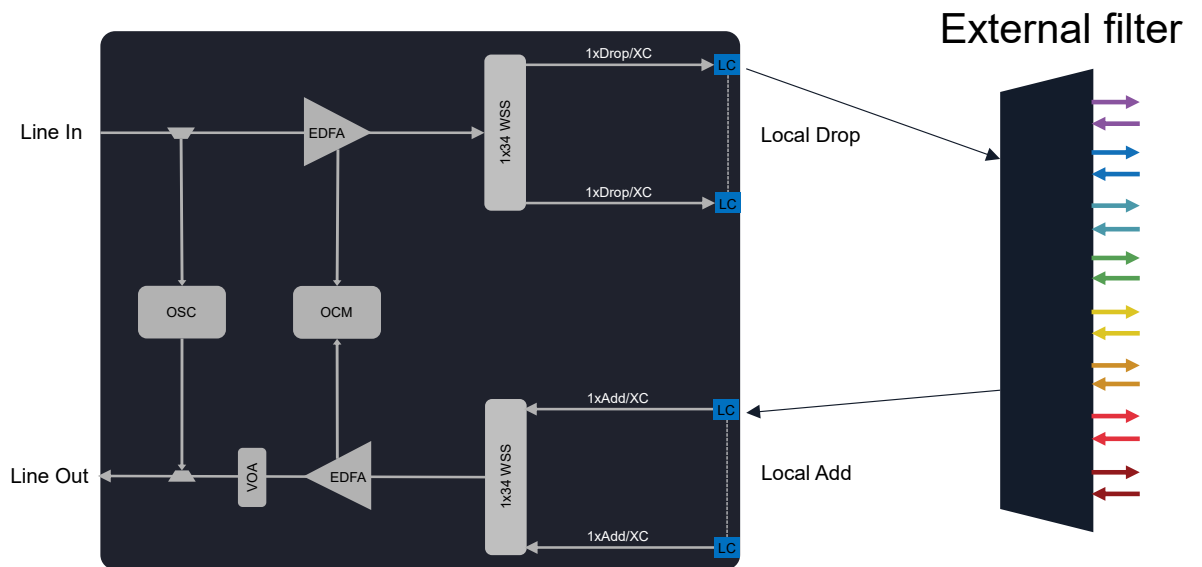 External filter
1xDrop/XC
LC
Line In
EDFA
1x34 WSS
Local Drop
1xDrop/XC
LC
OSC
OCM
1xAdd/XC
LC
Line Out
VOA
EDFA
1x34 WSS
Local Add
1xAdd/XC
LC